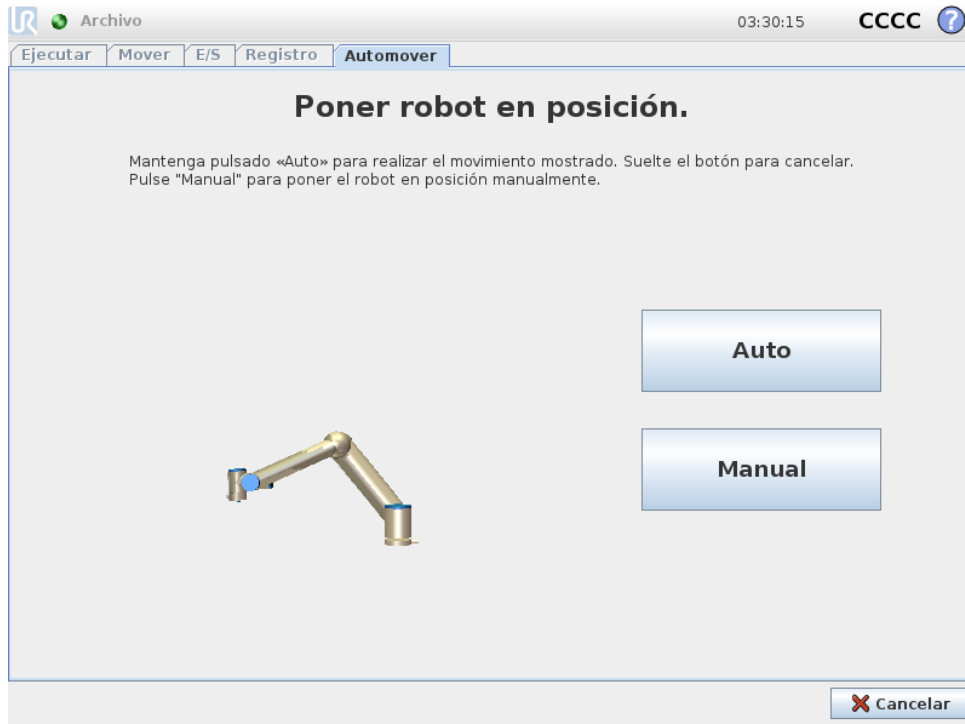 UR Archivo 03:30:15 CCCC ?
Ejecutar Mover E/S Registro Automover
Poner robot en posición.
Mantenga pulsado «Auto» para realizar el movimiento mostrado. Suelte el botón para cancelar.
Pulse "Manual" para poner el robot en posición manualmente.
Auto
Manual
Cancelar